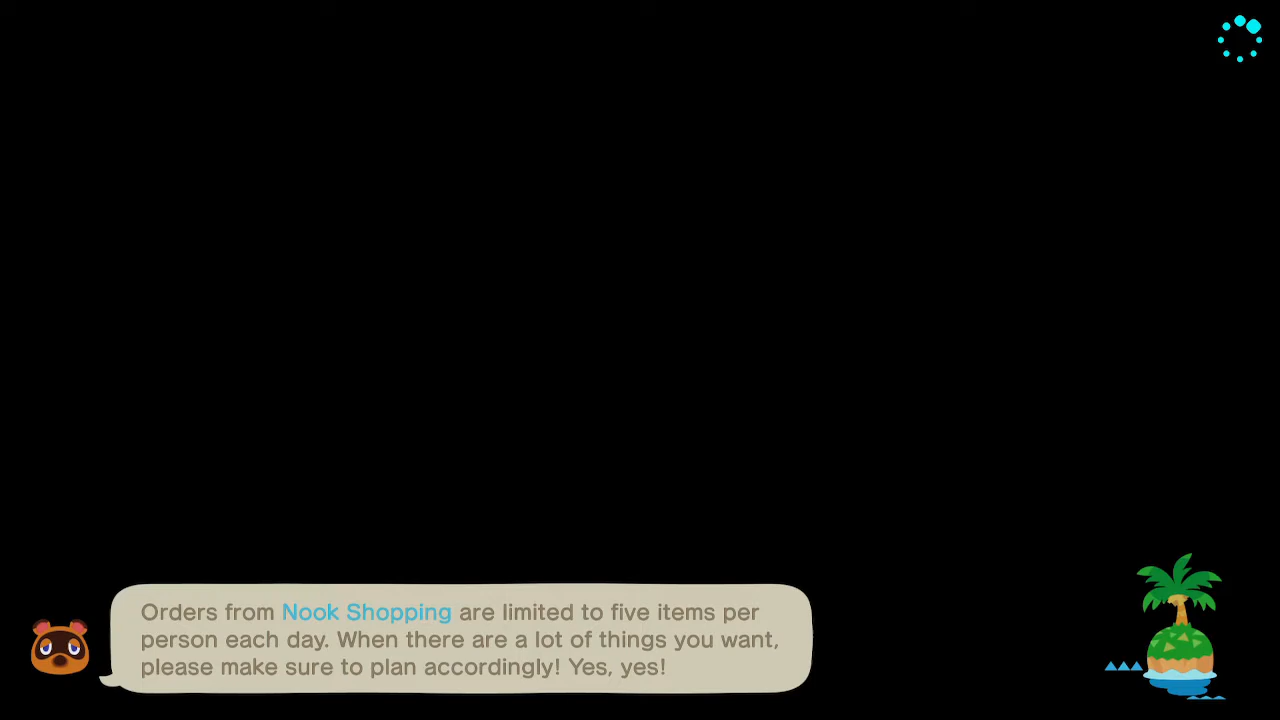 Orders from Nook Shopping are limited to five items per
person each day. When there are a lot of things you want,
please make sure to plan accordingly! Yes, yes!